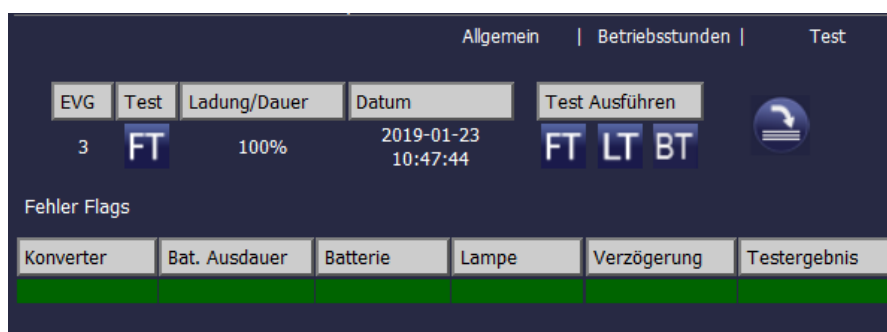 Allgemein | Betriebsstunden | Test
EVG Test Ladung/Dauer Datum Test Ausführen
3 FT 100% 2019-01-23 10:47:44 FT LT BT
Fehler Flags
Konverter Bat. Ausdauer Batterie Lampe Verzögerung Testergebnis